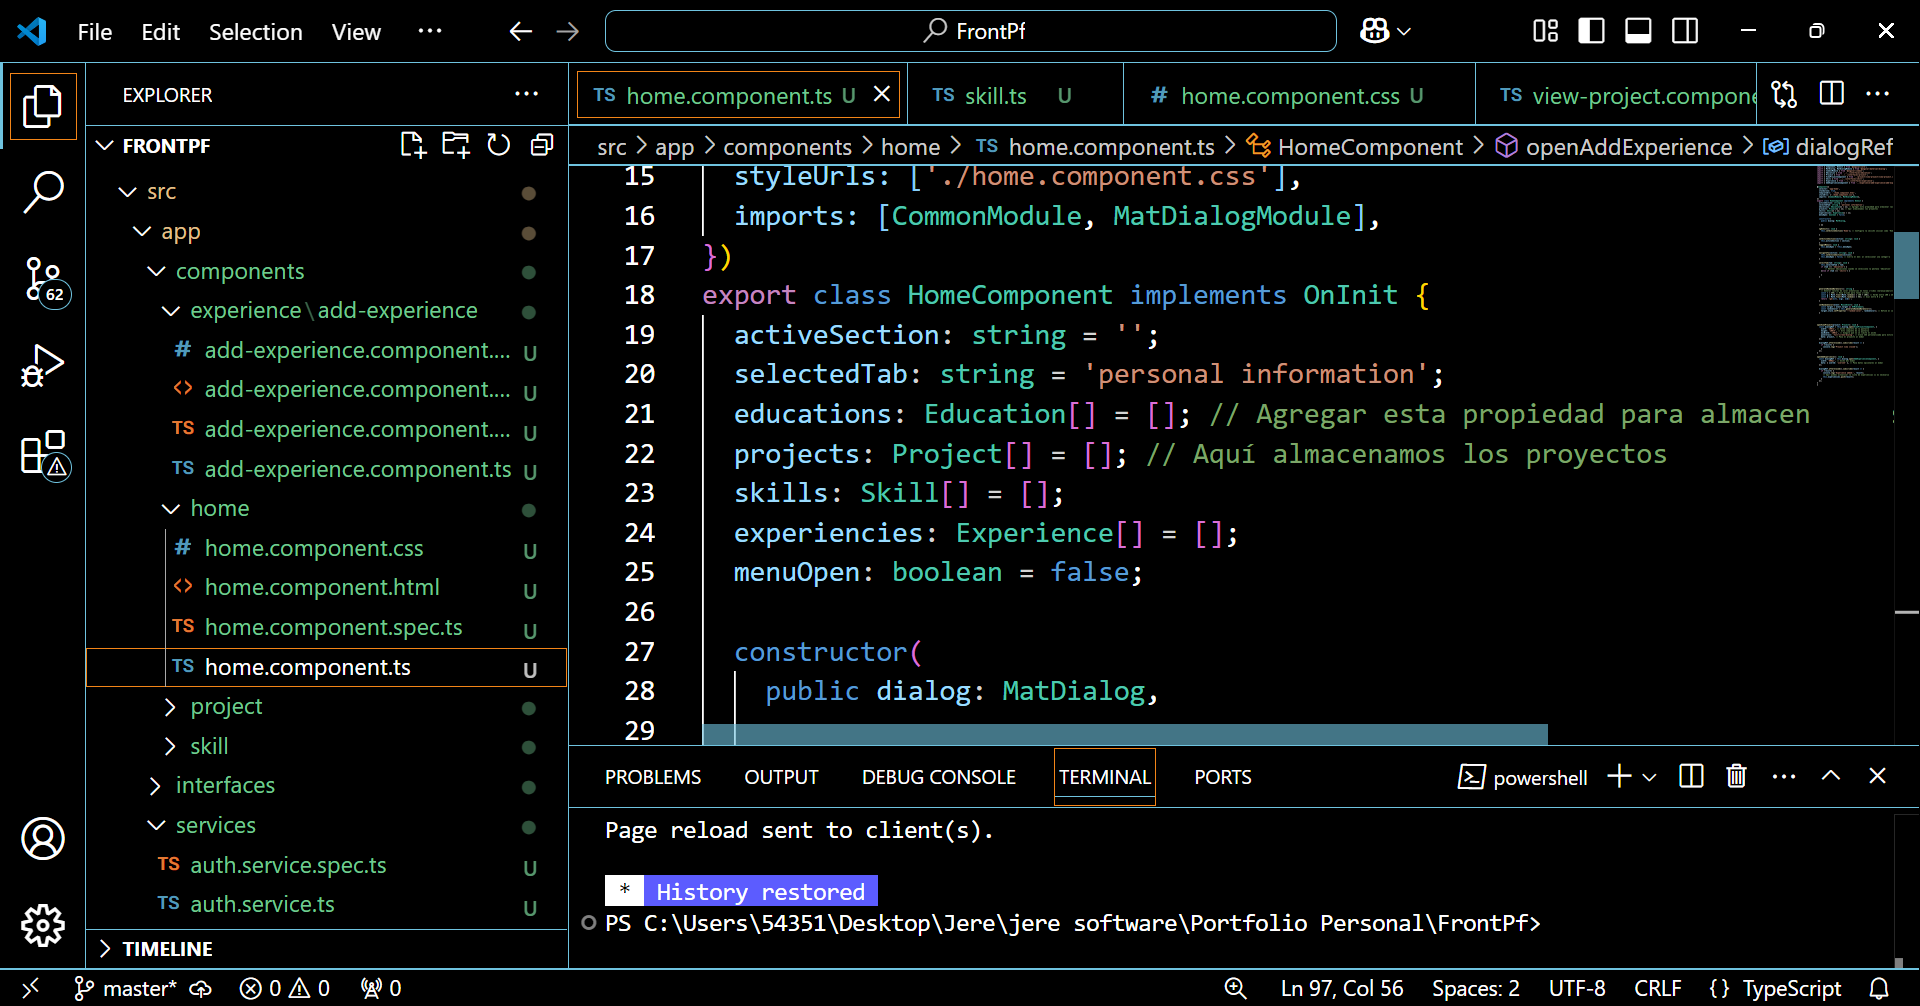 File Edit Selection View ··· FrontPf
EXPLORER ···
FRONTPF
src
app
components
experience\add-experience
# add-experience.component.... U
<> add-experience.component.... U
TS add-experience.component.... U
TS add-experience.component.ts U
home
# home.component.css U
<> home.component.html U
TS home.component.spec.ts U
TS home.component.ts U
project
skill
interfaces
services
TS auth.service.spec.ts U
TS auth.service.ts U
TIMELINE
62
TS home.component.ts U
TS skill.ts U
# home.component.css U
TS view-project.compone
src > app > components > home > TS home.component.ts > HomeComponent > openAddExperience > dialogRef
15 styleUrls: ['./home.component.css'],
16 imports: [CommonModule, MatDialogModule],
17 })
18 export class HomeComponent implements OnInit {
19 activeSection: string = '';
20 selectedTab: string = 'personal information';
21 educations: Education[] = []; // Agregar esta propiedad para almacen
22 projects: Project[] = []; // Aquí almacenamos los proyectos
23 skills: Skill[] = [];
24 experiencies: Experience[] = [];
25 menuOpen: boolean = false;
26
27 constructor(
28 public dialog: MatDialog,
29
PROBLEMS OUTPUT DEBUG CONSOLE TERMINAL PORTS powershell
Page reload sent to client(s).
* History restored
PS C:\Users\54351\Desktop\Jere\jere software\Portfolio Personal\FrontPf>
master* 0 0 0 Ln 97, Col 56 Spaces: 2 UTF-8 CRLF {} TypeScript